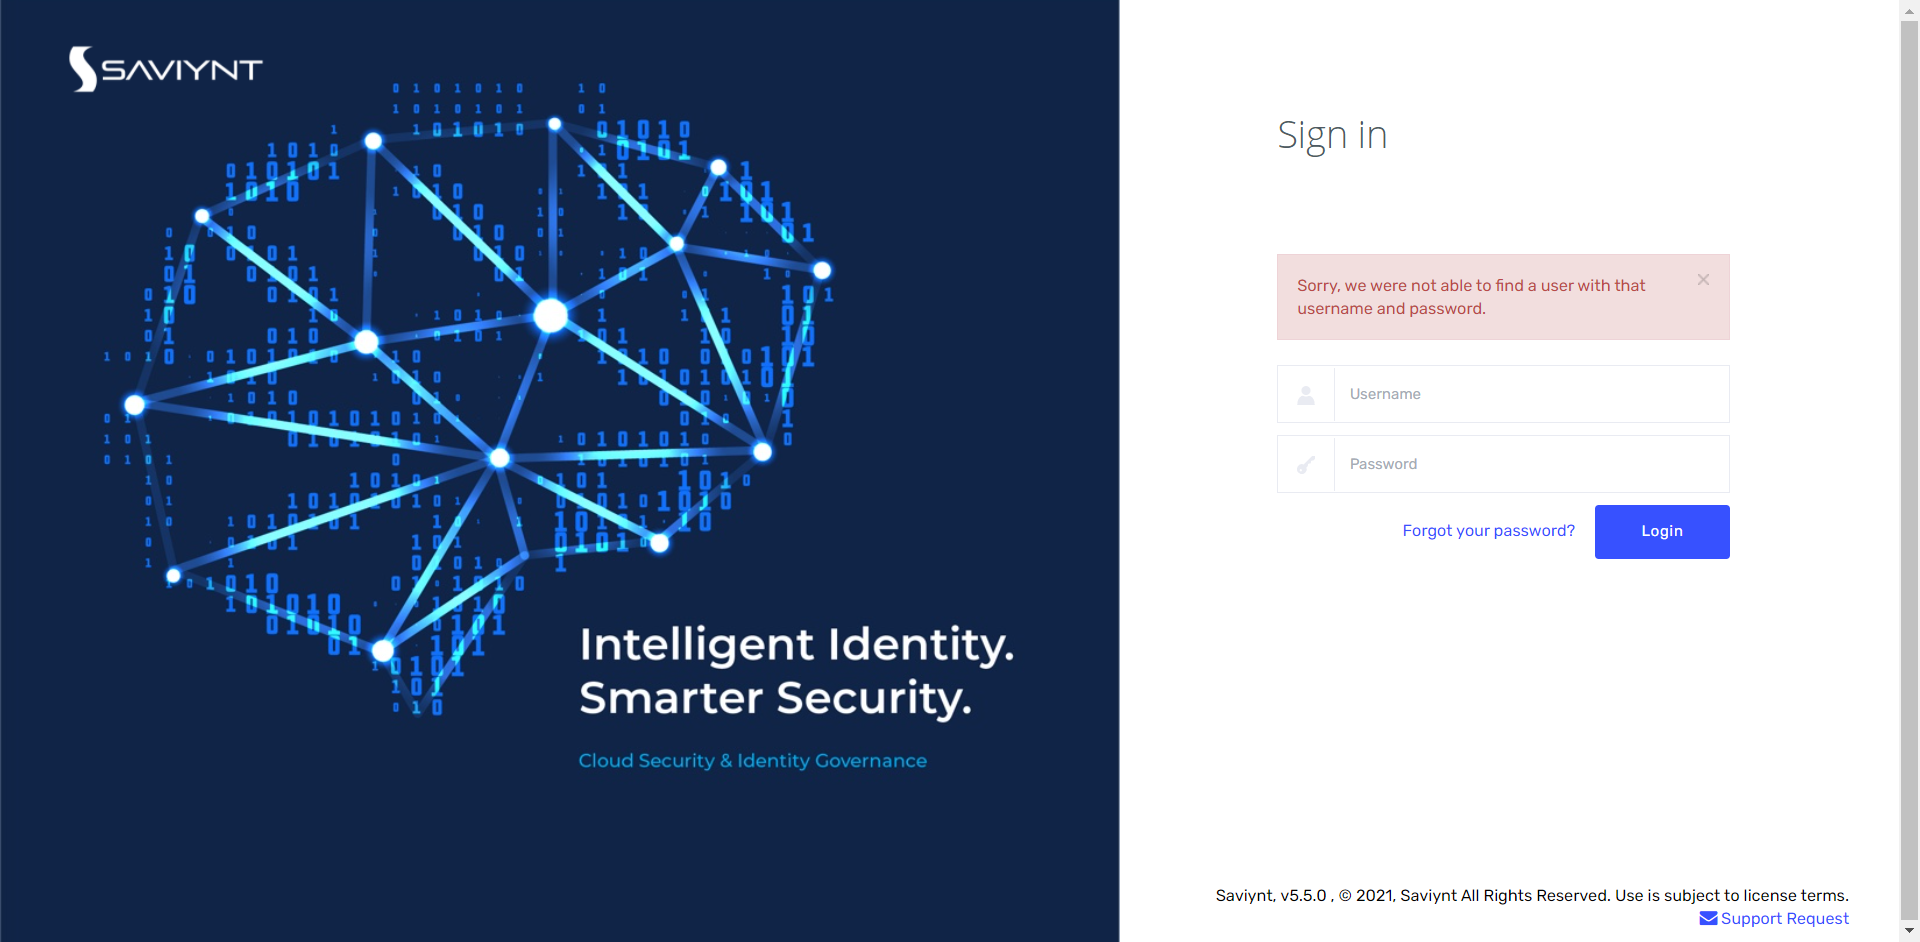 SAVIYNT
Intelligent Identity.
Smarter Security.
Cloud Security & Identity Governance
Sign in
Sorry, we were not able to find a user with that
username and password.
×
Username
Password
Forgot your password?
Login
Saviynt, v5.5.0 , © 2021, Saviynt All Rights Reserved. Use is subject to license terms.
Support Request